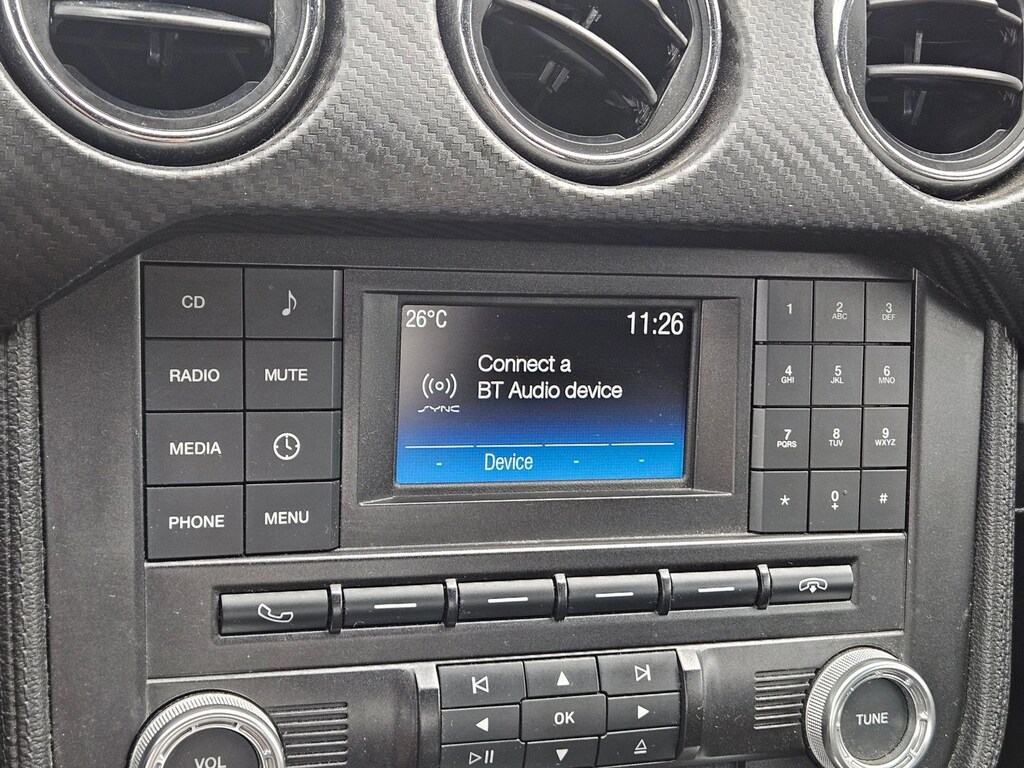 CD
RADIO
MUTE
MEDIA
PHONE
MENU
26°C
11:26
Connect a
BT Audio device
SYNC
- Device - -
1
2
ABC
3
DEF
4
GHI
5
JKL
6
MNO
7
PQRS
8
TUV
9
WXYZ
*
0
+
#
OK
VOL
TUNE